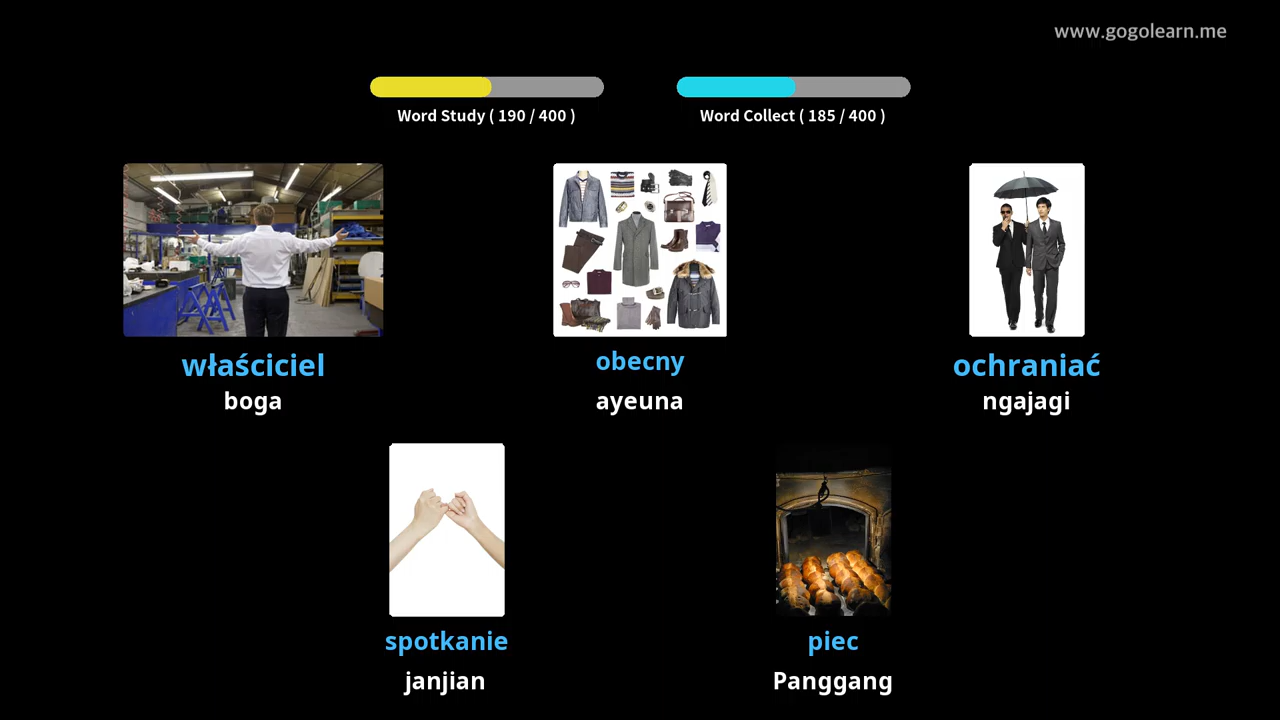 www.gogolearn.me
Word Study ( 190 / 400 )
Word Collect ( 185 / 400 )
właściciel
boga
obecny
ayeuna
ochraniać
ngajagi
spotkanie
janjian
piec
Panggang